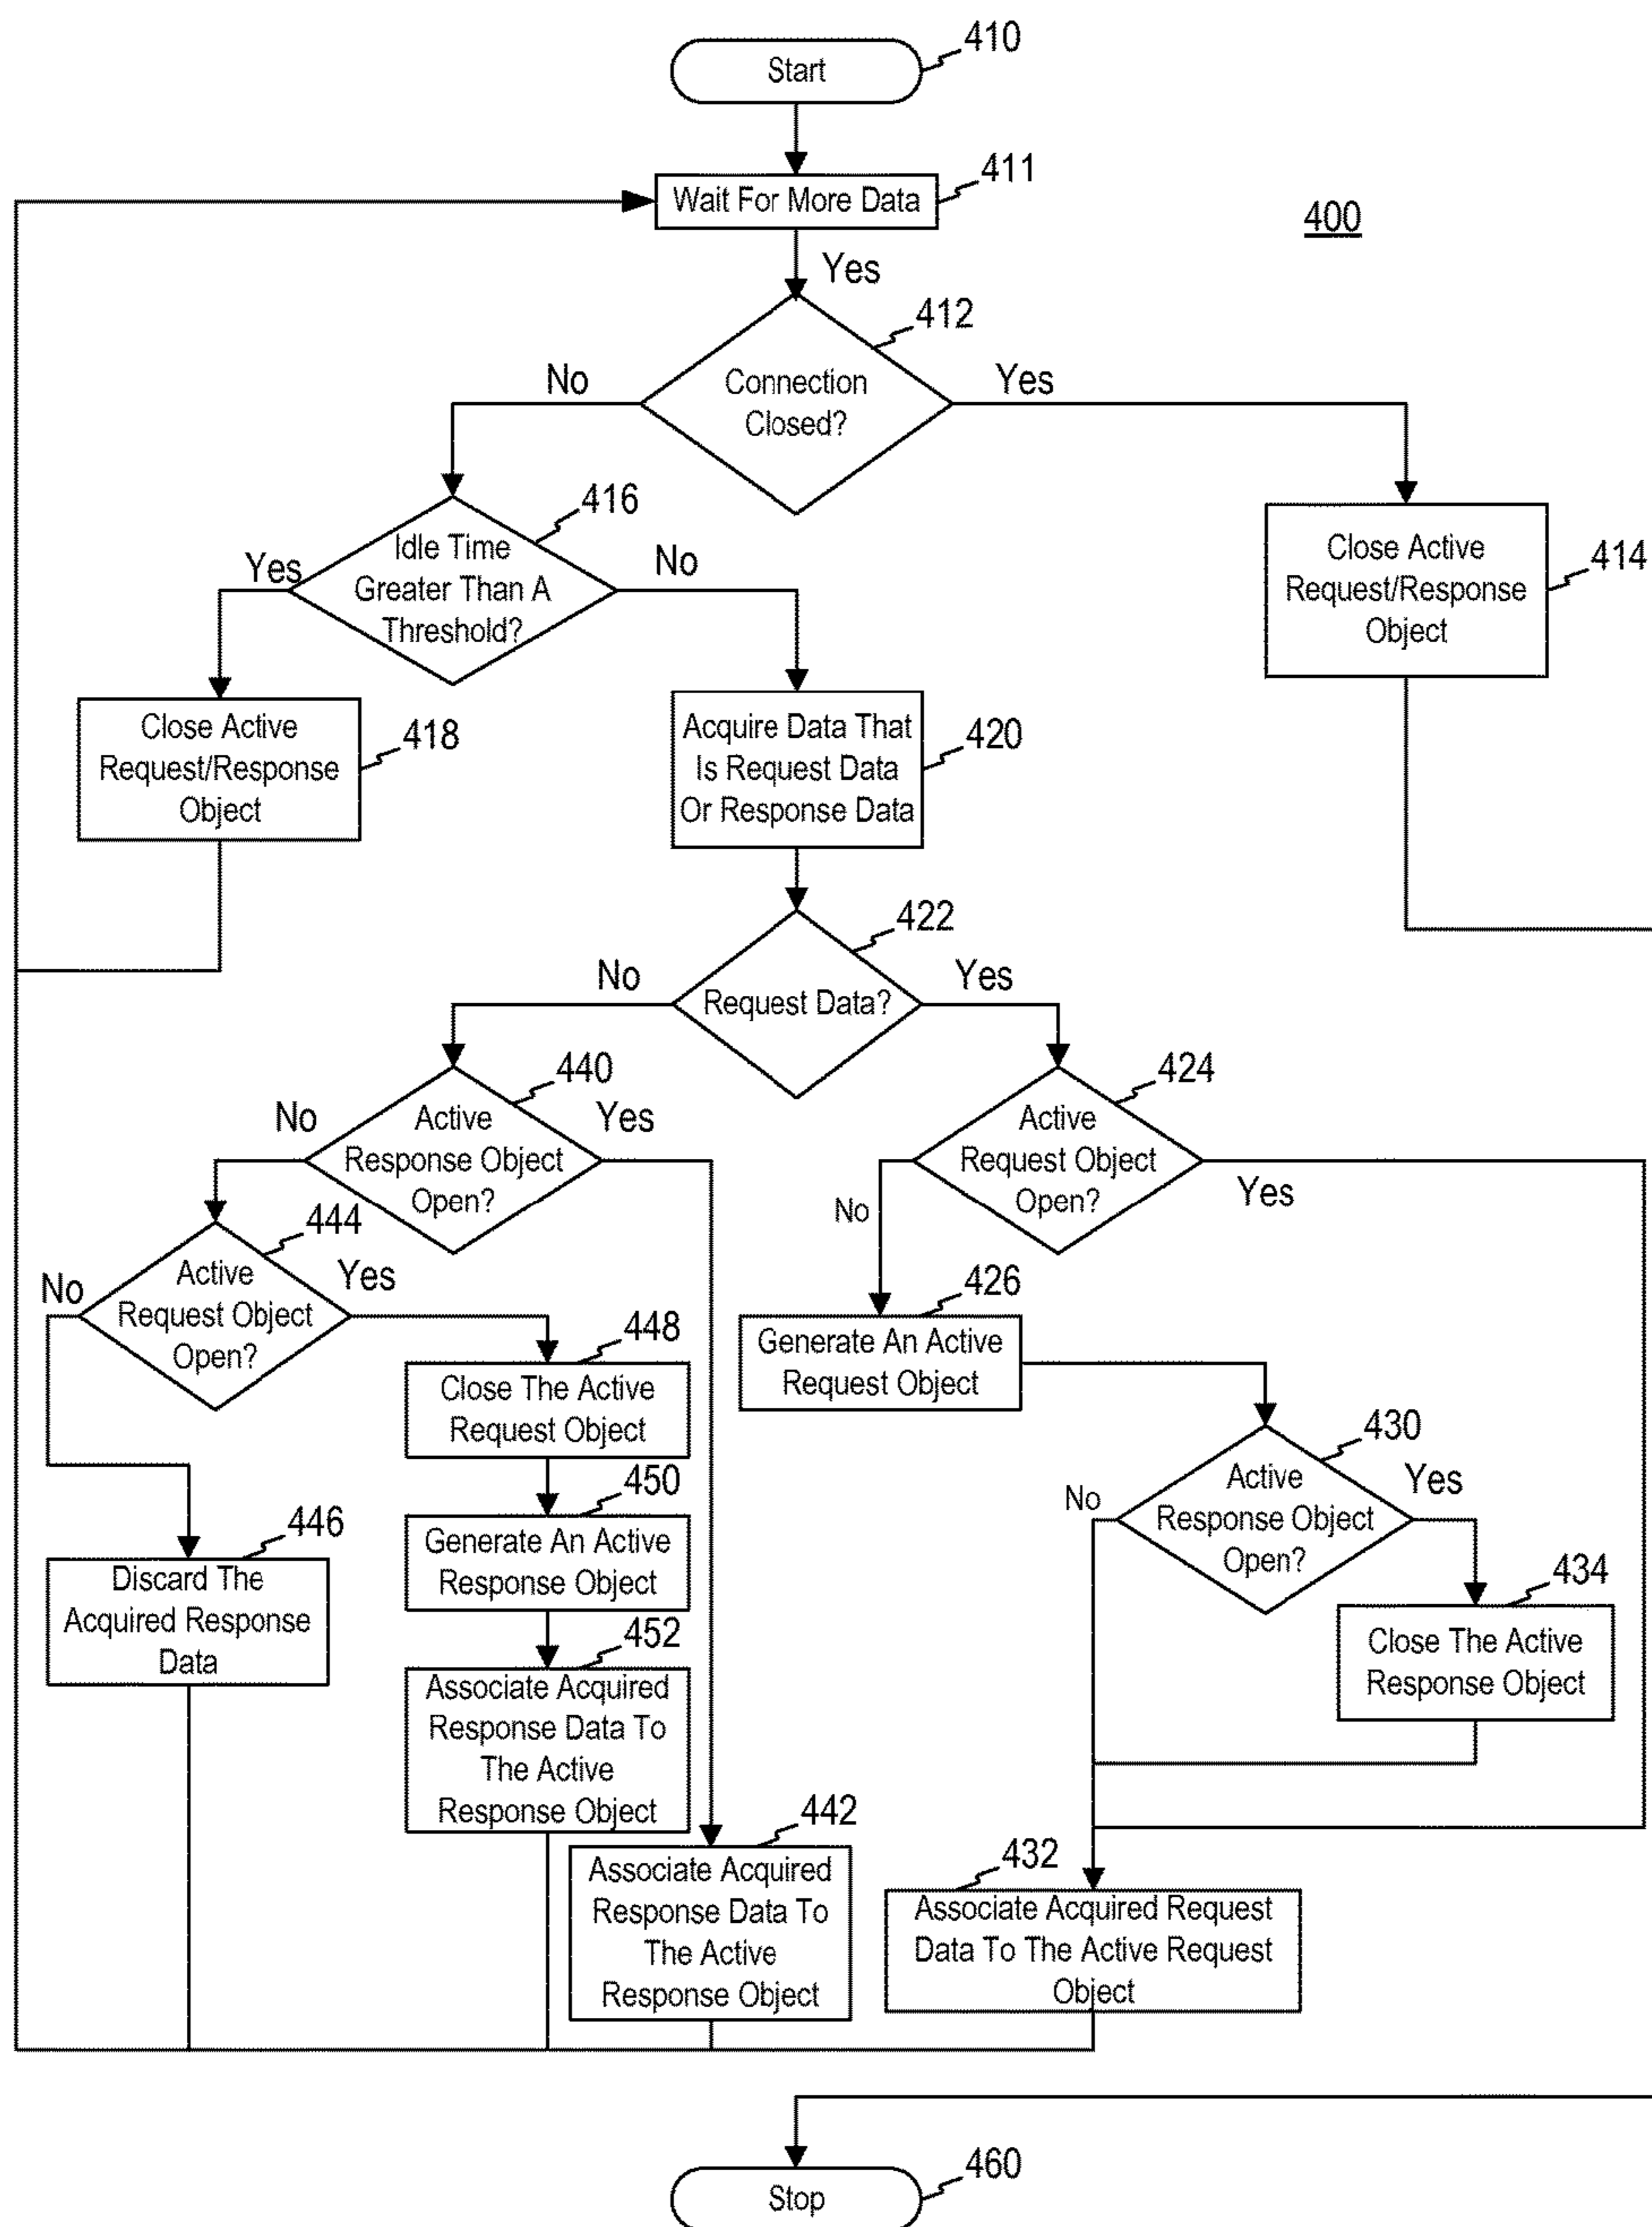 410
Start
411
Wait For More Data
400
Yes
412
No
Connection
Closed?
Yes
416
Yes
Idle Time
Greater Than A
Threshold?
No
Close Active
Request/Response
Object
414
Close Active
Request/Response
Object
418
Acquire Data That
Is Request Data
Or Response Data
420
422
No
Request Data?
Yes
440
No
Active
Response Object
Open?
Yes
424
Active
Request Object
Open?
No
Yes
444
No
Active
Request Object
Open?
Yes
448
Close The Active
Request Object
426
Generate An Active
Request Object
430
No
Active
Response Object
Open?
Yes
446
Discard The
Acquired Response
Data
450
Generate An Active
Response Object
434
Close The Active
Response Object
452
Associate Acquired
Response Data To
The Active
Response Object
442
Associate Acquired
Response Data To
The Active
Response Object
432
Associate Acquired Request
Data To The Active Request
Object
460
Stop